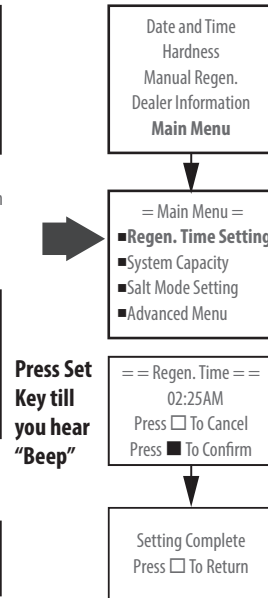 Date and Time
Hardness
Manual Regen.
Dealer Information
Main Menu
= Main Menu =
■Regen. Time Setting
■System Capacity
■Salt Mode Setting
■Advanced Menu
Press Set
Key till
you hear
“Beep”
= = Regen. Time = =
02:25AM
Press □ To Cancel
Press ■ To Confirm
Setting Complete
Press □ To Return